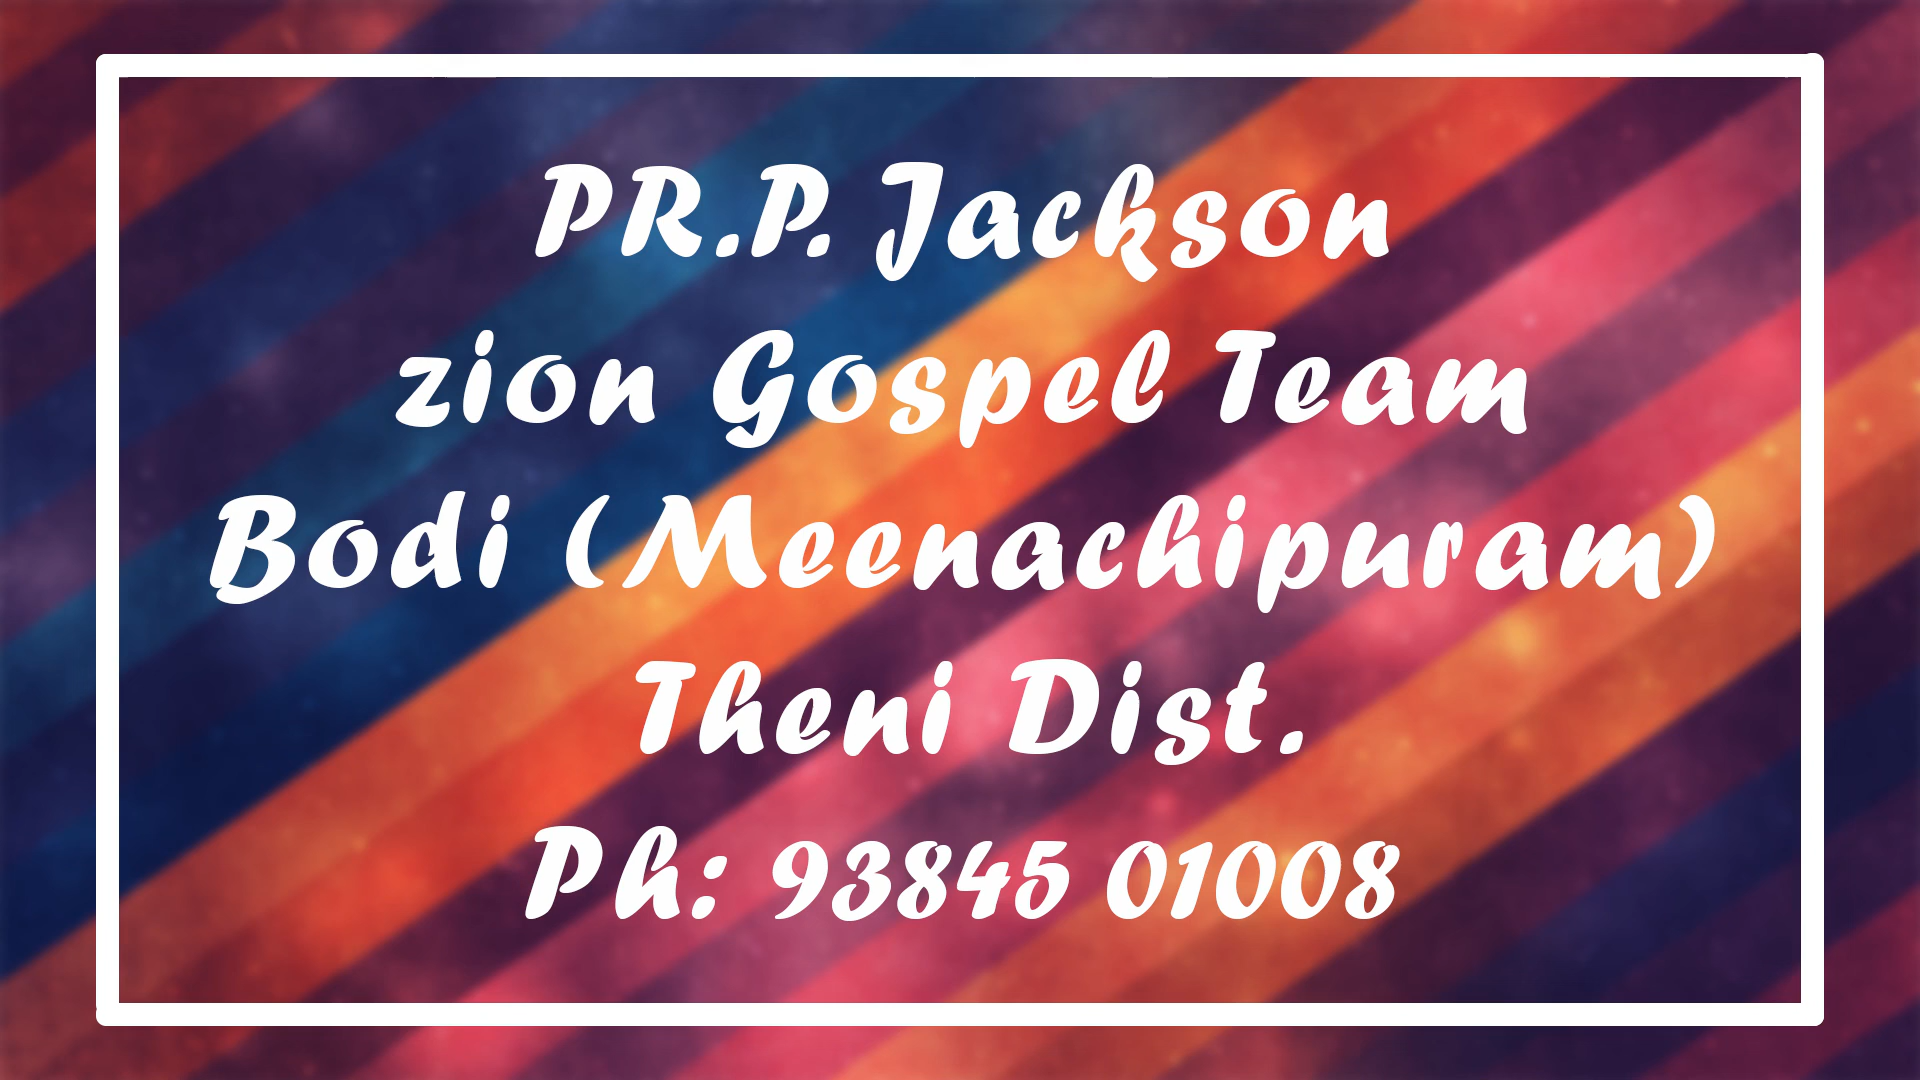 PR.P. Jackson
zion Gospel Team
Bodi (Meenachipuram)
Theni Dist.
Ph: 93845 01008